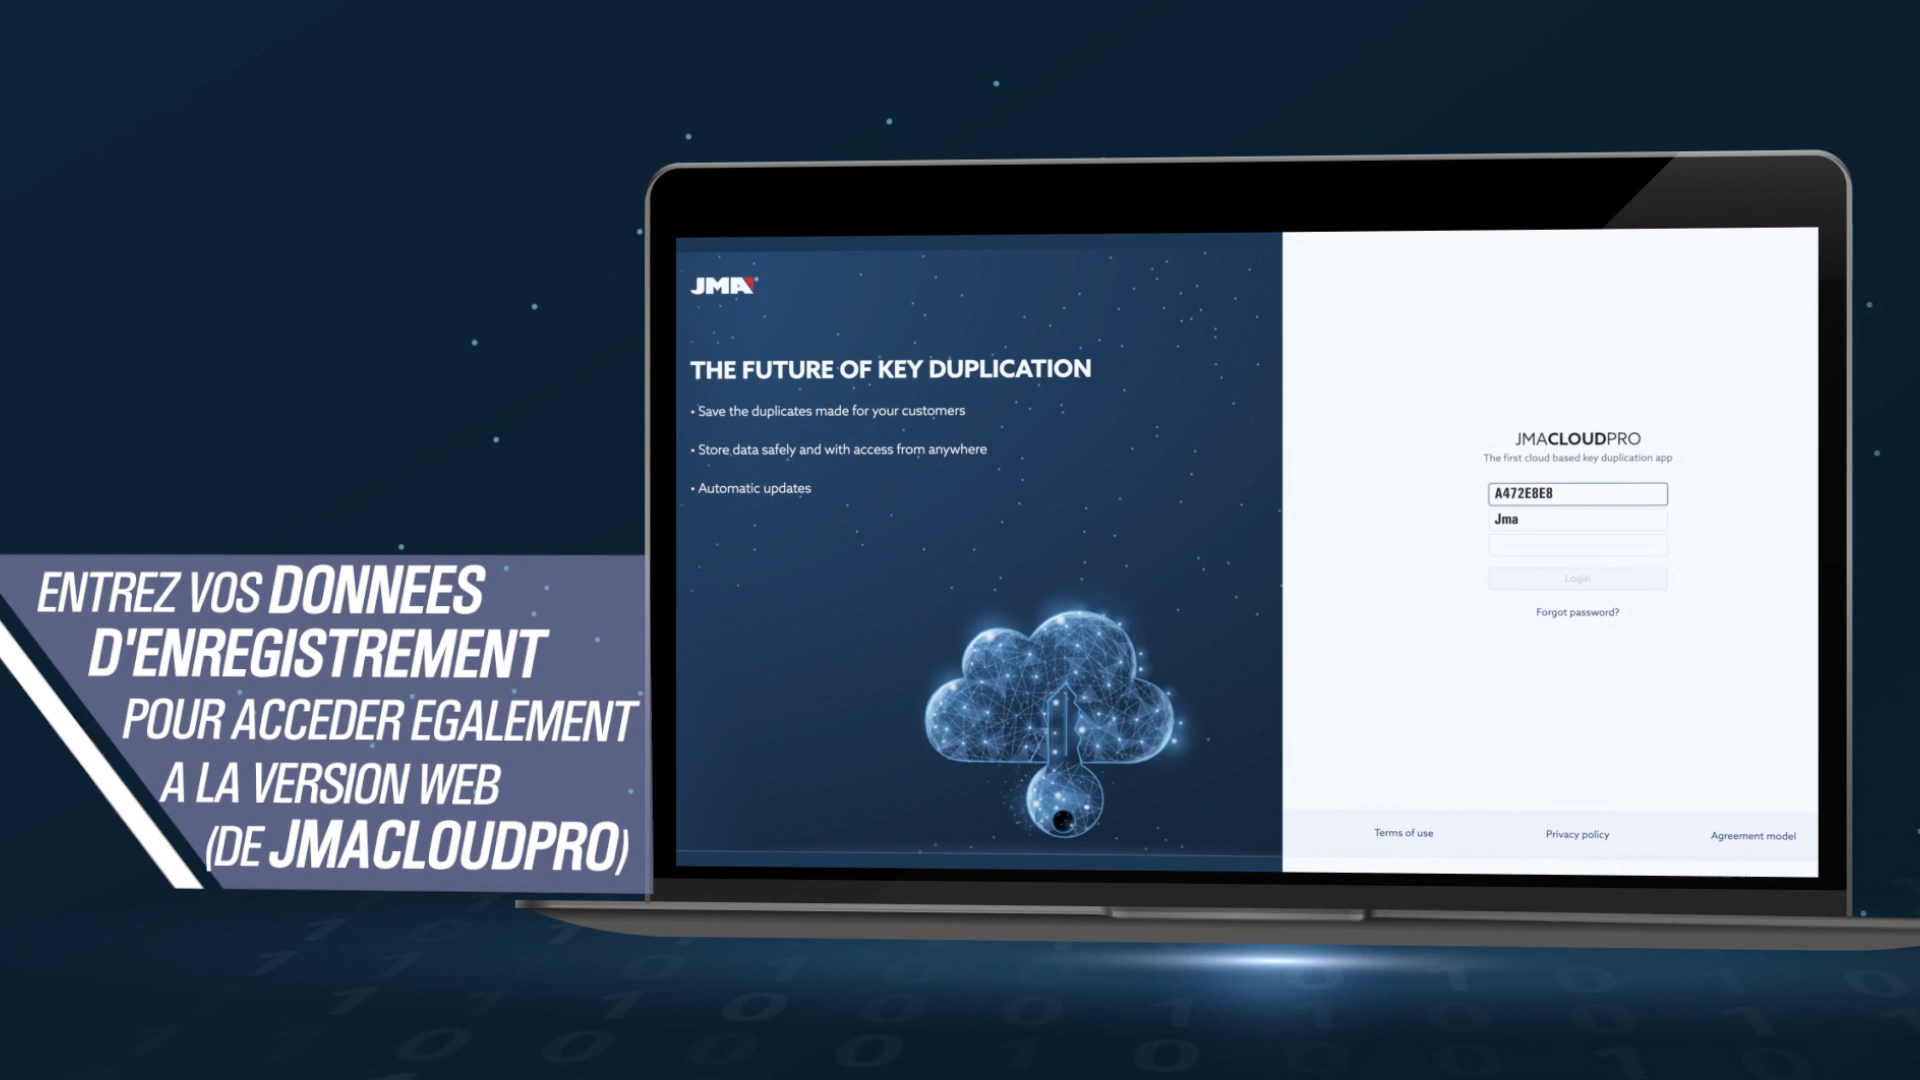 JMA
THE FUTURE OF KEY DUPLICATION
• Save the duplicates made for your customers
• Store data safely and with access from anywhere
• Automatic updates
JMACLOUDPRO
The first cloud based key duplication app
A472E8E8
Jma
Login
Forgot password?
Terms of use
Privacy policy
Agreement model
ENTREZ VOS DONNEES
D'ENREGISTREMENT
POUR ACCEDER EGALEMENT
A LA VERSION WEB
(DE JMACLOUDPRO)